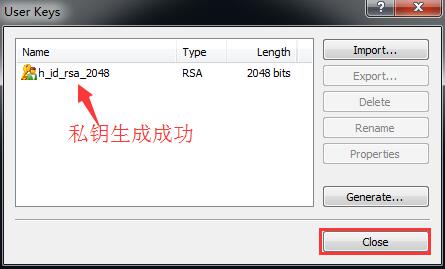 User Keys
Name Type Length
h_id_rsa_2048 RSA 2048 bits
私钥生成成功
Import...
Export...
Delete
Rename
Properties
Generate...
Close